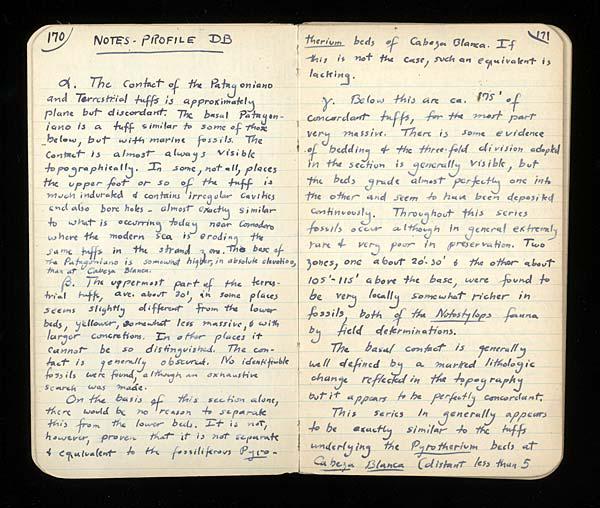 170
NOTES - PROFILE DB
α. The Contact of the Patagoniano
and Terrestrial tuffs is approximately
plane but discordant. The basal Patagon-
iano is a tuff similar to some of those
below, but with marine fossils. The
contact is almost always visible
topographically. In some, not all, places
the upper foot or so of the tuff is
much indurated & contains irregular cavities
and also bore holes - almost exactly similar
to what is occurring today near Comodoro
where the modern sea is eroding the
same tuffs in the strand zone. The base of
the Patagoniano is somewhat higher, in absolute elevation,
than at Cabeza Blanca.
β. The uppermost part of the terres-
trial tuffs, ave. about 20', in some places
seems slightly different from the lower
beds, yellower, somewhat less massive, & with
larger concretions. In other places it
cannot be so distinguished. The con-
tact is generally obscured. No identifiable
fossils were found, although an exhaustive
search was made.
On the basis of this section alone,
there would be no reason to separate
this from the lower beds. It is not,
however, proven that it is not separate
& equivalent to the fossiliferous Pyro-
171
therium beds of Cabeza Blanca. If
this is not the case, such an equivalent is
lacking.
γ. Below this are ca. 175' of
concordant tuffs, for the most part
very massive. There is some evidence
of bedding & the three-fold division adopted
in the section is generally visible, but
the beds grade almost perfectly one into
the other and seem to have been deposited
continuously. Throughout this series
fossils occur although in general extremely
rare & very poor in preservation. Two
zones, one about 20'-30' & the other about
105'-115' above the base, were found to
be very locally somewhat richer in
fossils, both of the Notostylops fauna
by field determinations.
The basal contact is generally
well defined by a marked lithologic
change reflected in the topography
but it appears to be perfectly concordant.
This series in generally appears
to be exactly similar to the tuffs
underlying the Pyrotherium beds at
Cabeza Blanca (distant less than 5